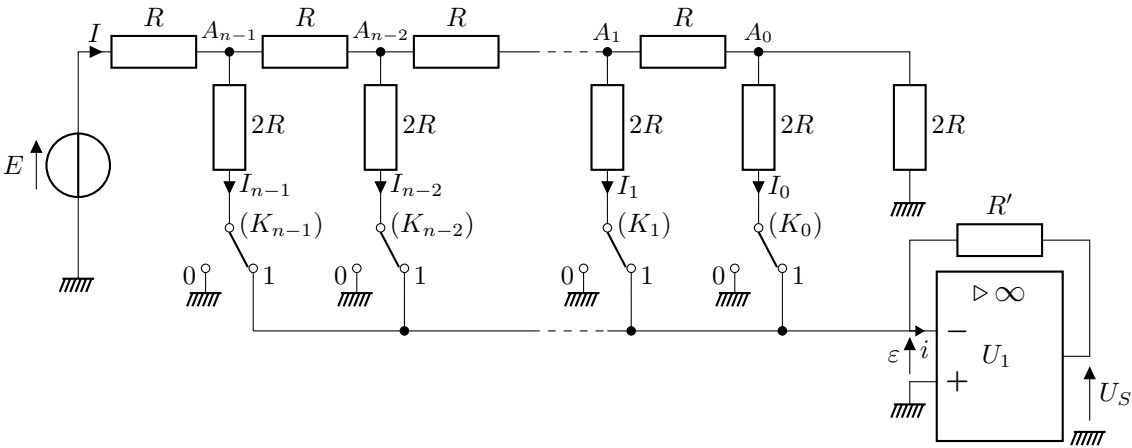 I R A_{n-1} R A_{n-2} R A_1 R A_0
2R 2R 2R 2R 2R
E
I_{n-1} I_{n-2} I_1 I_0
(K_{n-1}) (K_{n-2}) (K_1) (K_0) R′
0 1 0 1 0 1 0 1
▷∞
ε i − U_1
+ U_S